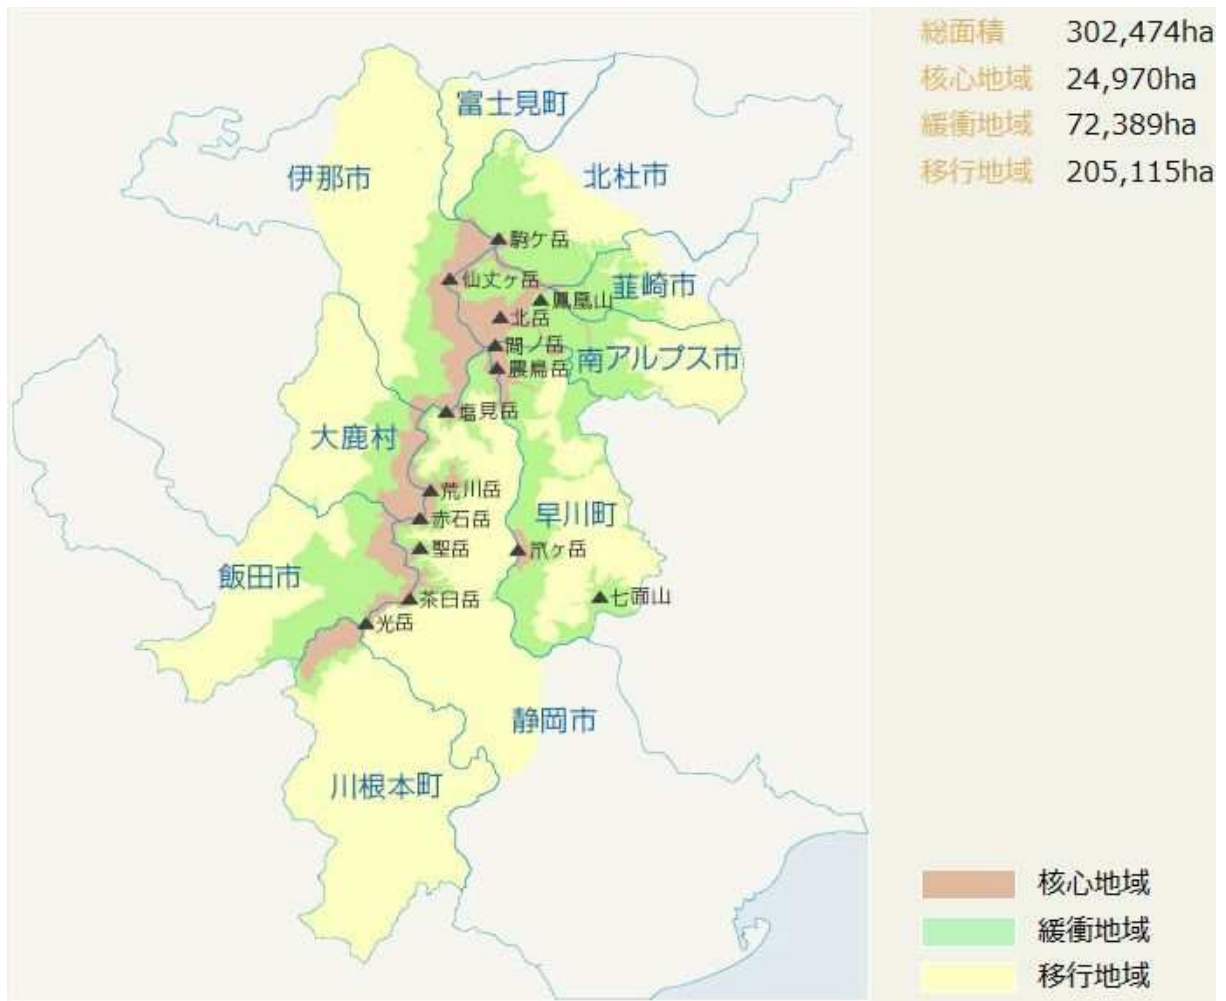 総面積 302,474ha
核心地域 24,970ha
緩衝地域 72,389ha
移行地域 205,115ha
富士見町
伊那市
北杜市
駒ケ岳
仙丈ヶ岳
韮崎市
鳳凰山
北岳
間ノ岳
南アルプス市
農鳥岳
塩見岳
大鹿村
荒川岳
早川町
赤石岳
聖岳
笊ヶ岳
飯田市
茶臼岳
七面山
光岳
静岡市
川根本町
核心地域
緩衝地域
移行地域